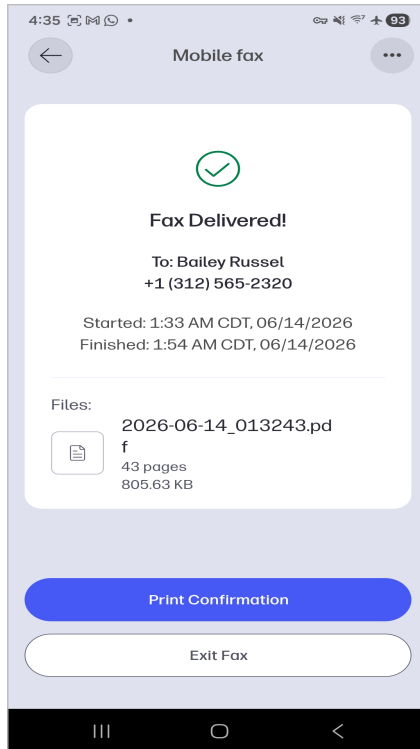 4:35
93
Mobile fax
Fax Delivered!
To: Bailey Russel
+1 (312) 565-2320
Started: 1:33 AM CDT, 06/14/2026
Finished: 1:54 AM CDT, 06/14/2026
Files:
2026-06-14_013243.pd
f
43 pages
805.63 KB
Print Confirmation
Exit Fax